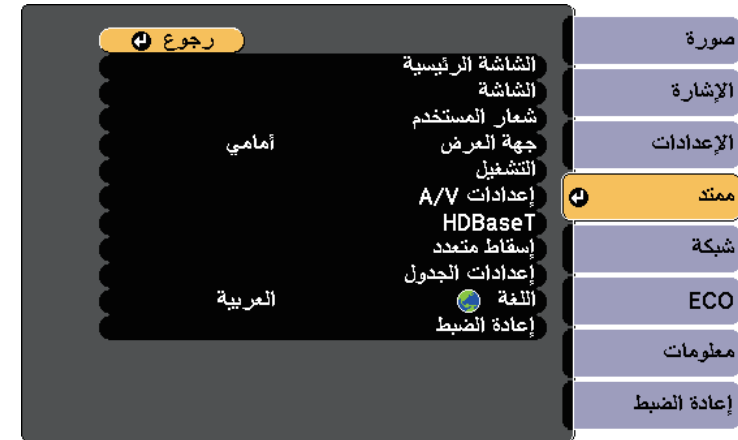 صورة
الإشارة
الإعدادات
ممتد
شبكة
ECO
معلومات
إعادة الضبط
رجوع
الشاشة الرئيسية
الشاشة
شعار المستخدم
جهة العرض أمامي
التشغيل
إعدادات A/V
HDBaseT
إسقاط متعدد
إعدادات الجدول
اللغة العربية
إعادة الضبط